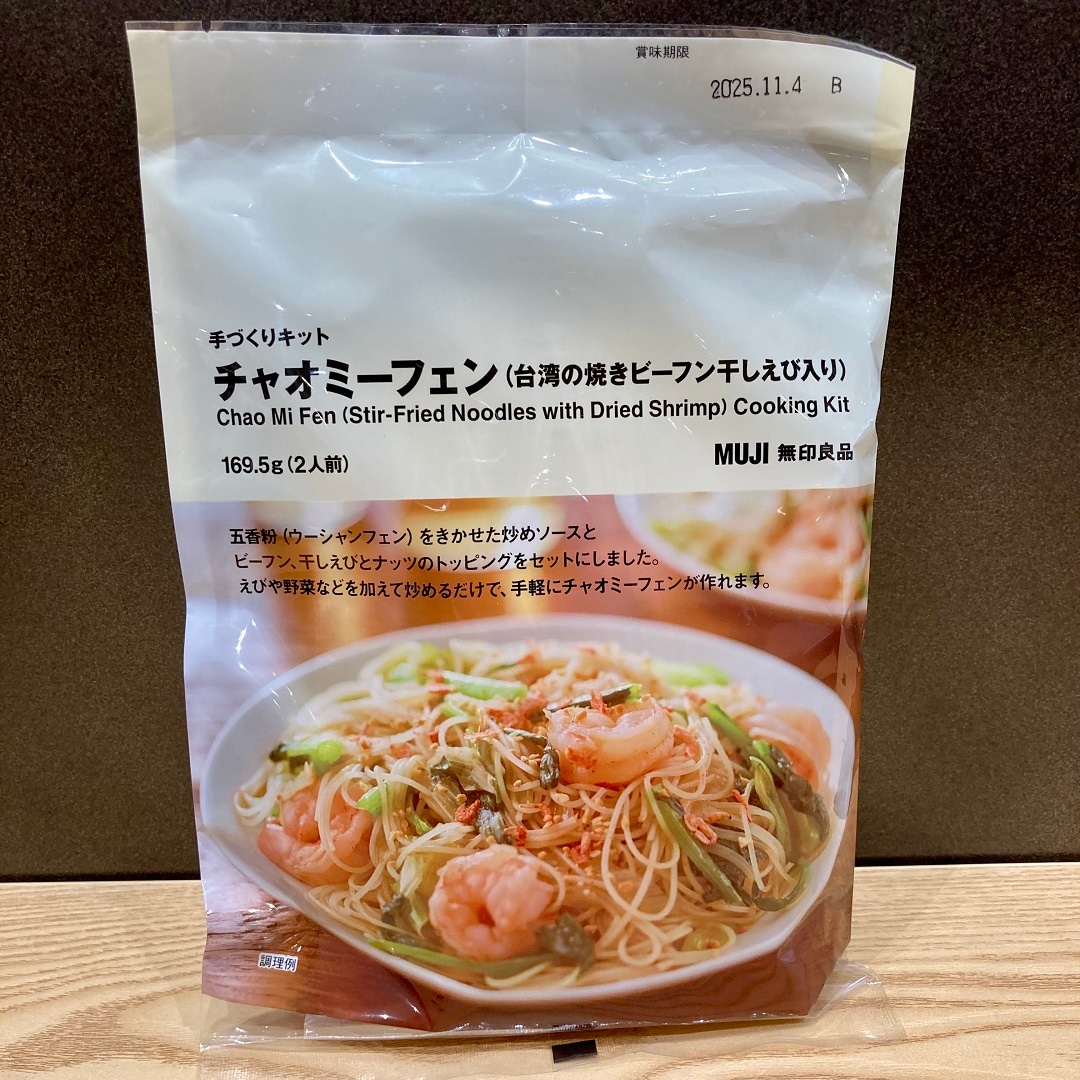 賞味期限
2025.11.4 B
手づくりキット
チャオミーフェン(台湾の焼きビーフン干しえび入り)
Chao Mi Fen (Stir-Fried Noodles with Dried Shrimp) Cooking Kit
169.5g(2人前)
MUJI 無印良品
五香粉(ウーシャンフェン)をきかせた炒めソースと
ビーフン、干しえびとナッツのトッピングをセットにしました。
えびや野菜などを加えて炒めるだけで、手軽にチャオミーフェンが作れます。
調理例